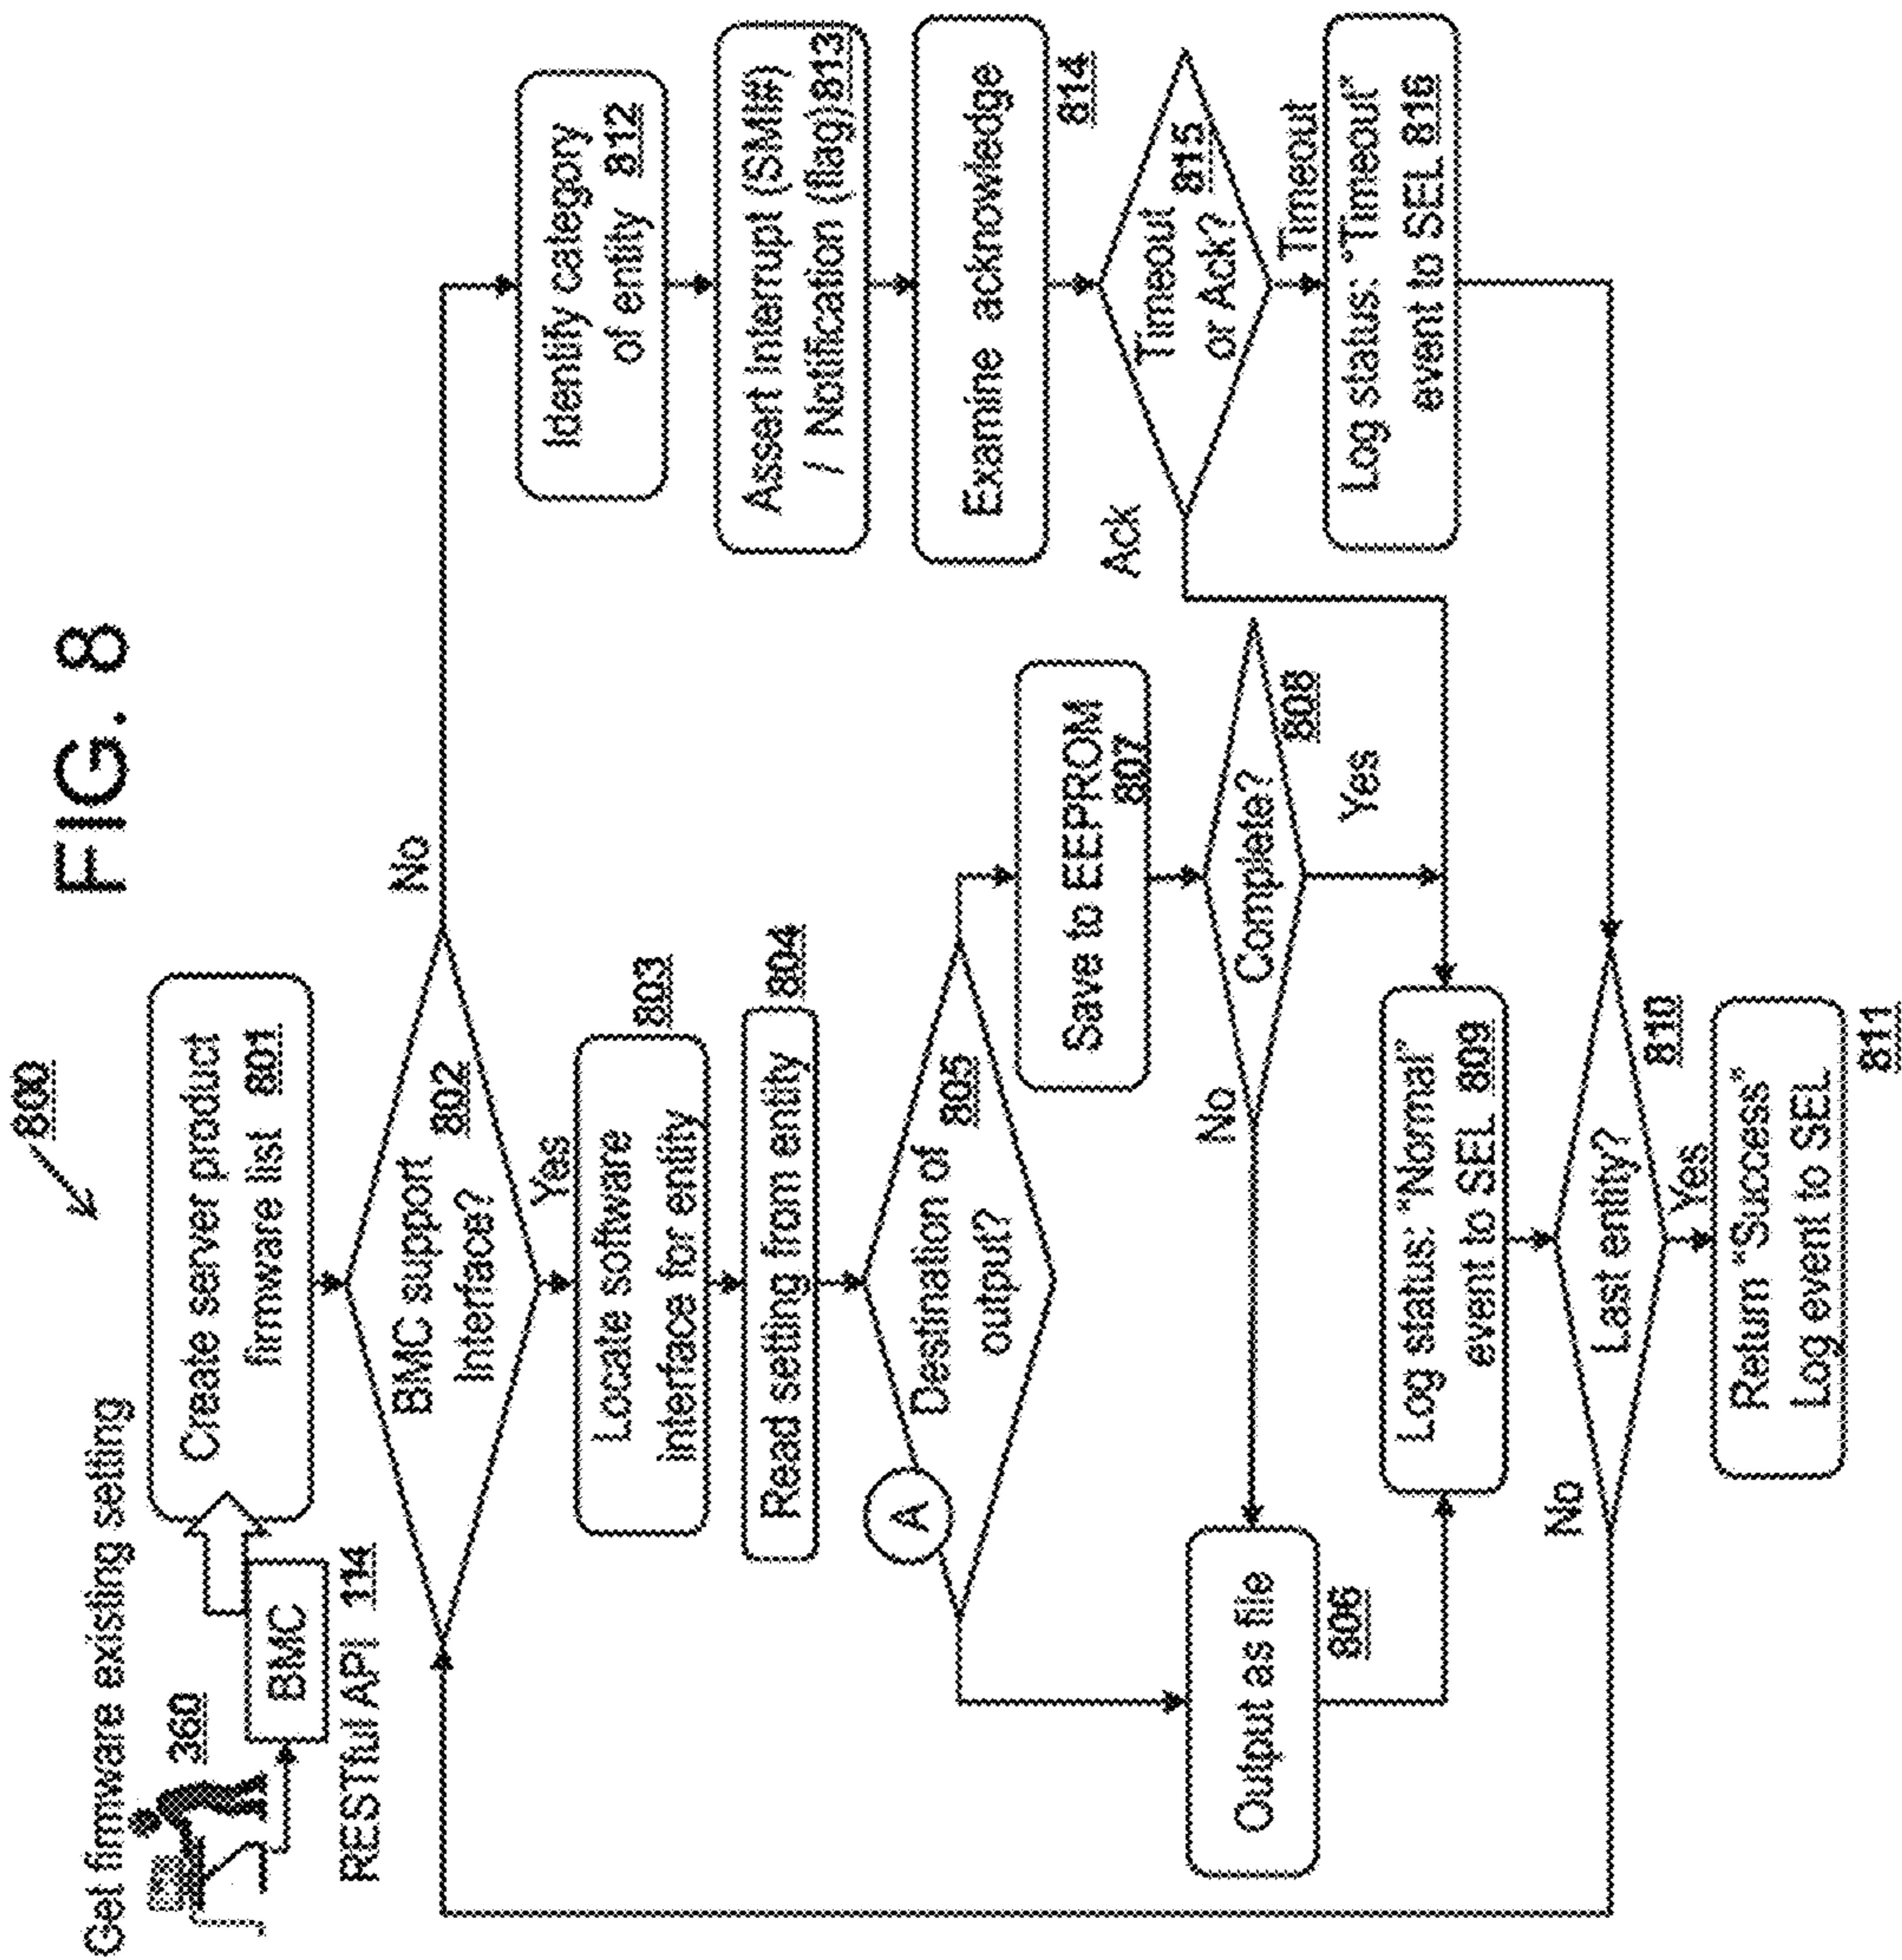 FIG. 8
800
Get firmware existing setting
360
BMC
RESTful API 114
Create server product
firmware list 801
BMC support 802
Interface?
No
Yes
Locate software
interface for entity
803
Read setting from entity
804
A
Destination of 805
output?
Output as file
806
Save to EEPROM
807
Complete?
808
No
Yes
Log status: "Normal"
event to SEL 809
Last entity?
810
No
Yes
Return "Success"
Log event to SEL
811
Identify category
of entity 812
Assert Interrupt (SMI#)
/ Notification (flag) 813
Examine acknowledge
814
Timeout 815
or Ack?
Ack
Timeout
Log status: "Timeout"
event to SEL 816